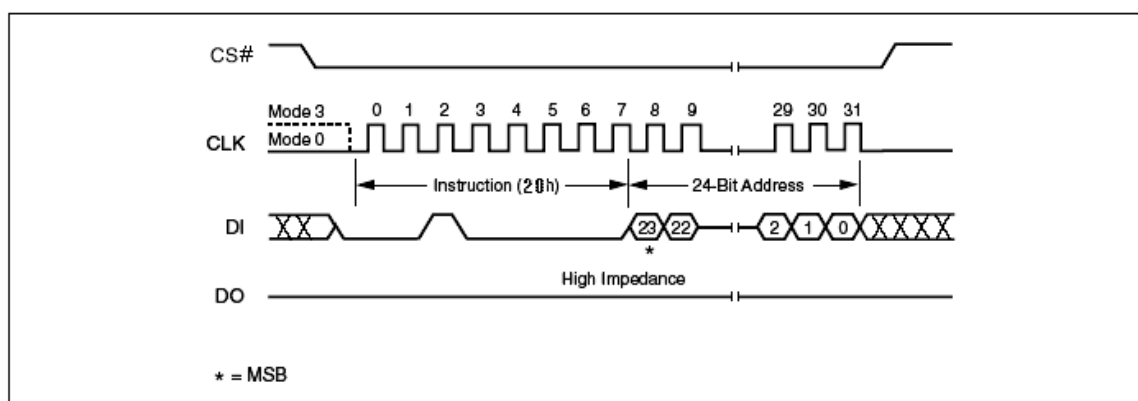 CS#
Mode 3 0 1 2 3 4 5 6 7 8 9 29 30 31
CLK Mode 0
Instruction (20h) 24-Bit Address
DI 23 22 2 1 0
*
High Impedance
DO
* = MSB